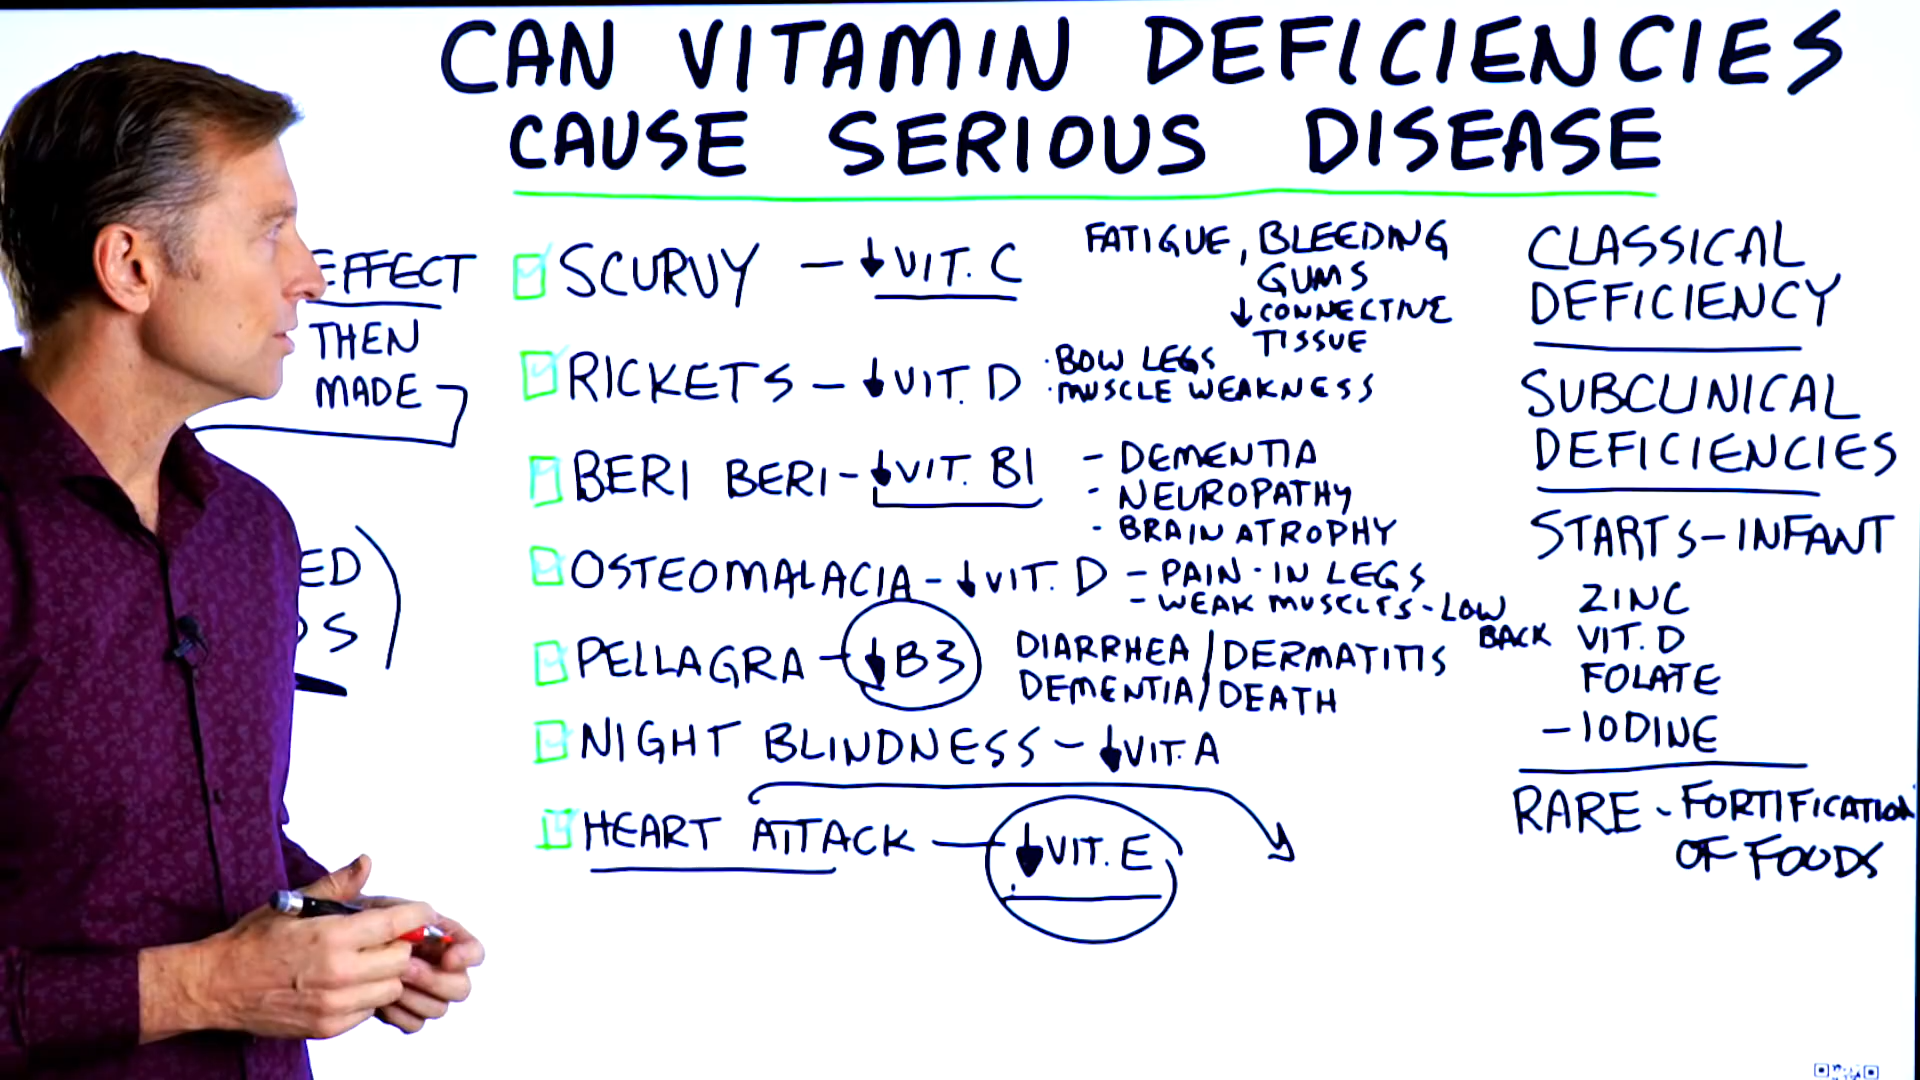 CAN VITAMIN DEFICIENCIES
CAUSE SERIOUS DISEASE
EFFECT
THEN
MADE
ED
S
SCURVY — ↓VIT. C
FATIGUE, BLEEDING
GUMS
↓CONNECTIVE
TISSUE
RICKETS — ↓VIT. D
·BOW LEGS
·MUSCLE WEAKNESS
BERI BERI - ↓VIT. B1
- DEMENTIA
- NEUROPATHY
- BRAIN ATROPHY
OSTEOMALACIA - ↓VIT. D
- PAIN - IN LEGS
- WEAK MUSCLES - LOW
BACK
PELLAGRA - ↓B3
DIARRHEA / DERMATITIS
DEMENTIA / DEATH
NIGHT BLINDNESS - ↓VIT. A
HEART ATTACK — ↓VIT. E
CLASSICAL
DEFICIENCY
SUBCLINICAL
DEFICIENCIES
STARTS - INFANT
ZINC
VIT. D
FOLATE
- IODINE
RARE - FORTIFICATION
OF FOODS